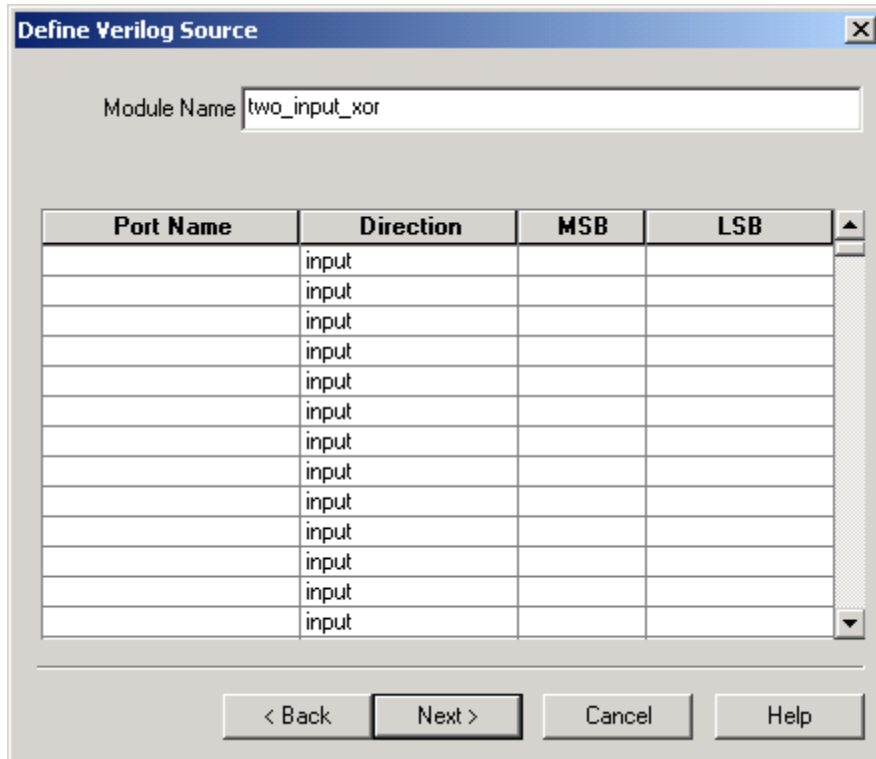 Define Verilog Source
Module Name two_input_xor
Port Name Direction MSB LSB
input
input
input
input
input
input
input
input
input
input
input
input
input
< Back Next > Cancel Help